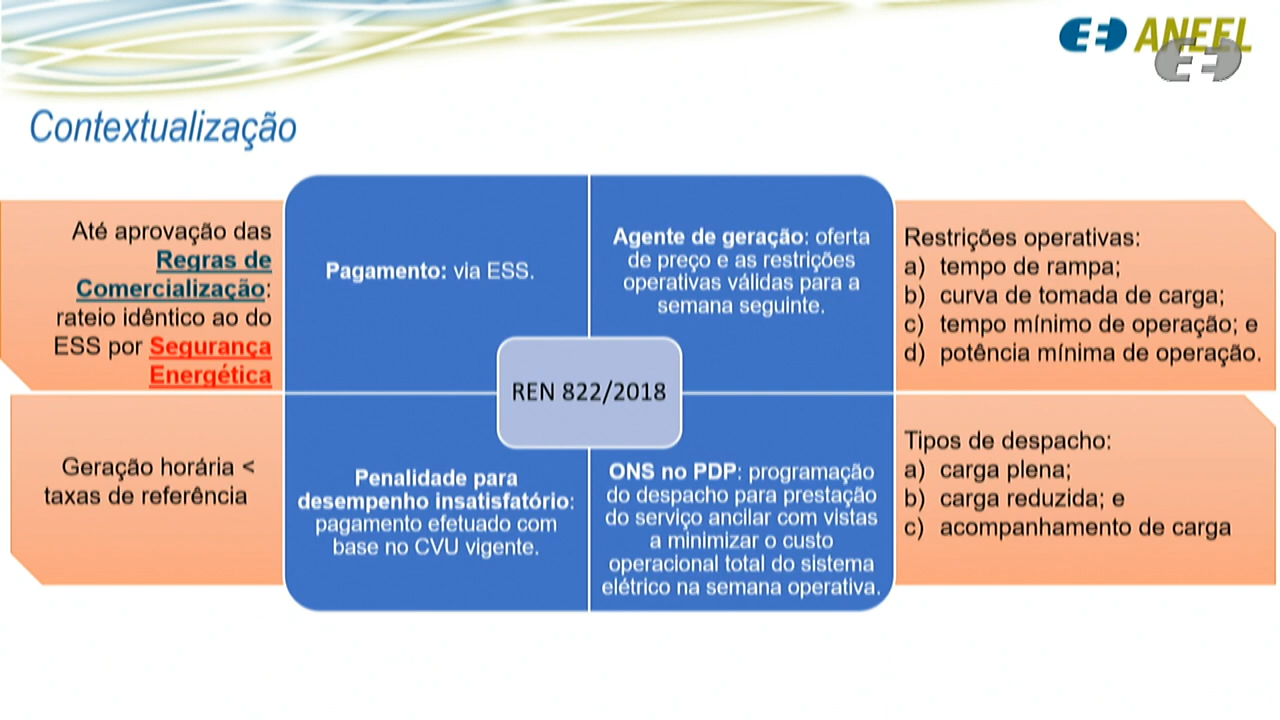 ANEEL
Contextualização
Até aprovação das
Regras de
Comercialização:
rateio idêntico ao do
ESS por Segurança
Energética
Pagamento: via ESS.
Agente de geração: oferta
de preço e as restrições
operativas válidas para a
semana seguinte.
Restrições operativas:
a) tempo de rampa;
b) curva de tomada de carga;
c) tempo mínimo de operação; e
d) potência mínima de operação.
REN 822/2018
Geração horária <
taxas de referência
Penalidade para
desempenho insatisfatório:
pagamento efetuado com
base no CVU vigente.
ONS no PDP: programação
do despacho para prestação
do serviço ancilar com vistas
a minimizar o custo
operacional total do sistema
elétrico na semana operativa.
Tipos de despacho:
a) carga plena;
b) carga reduzida; e
c) acompanhamento de carga